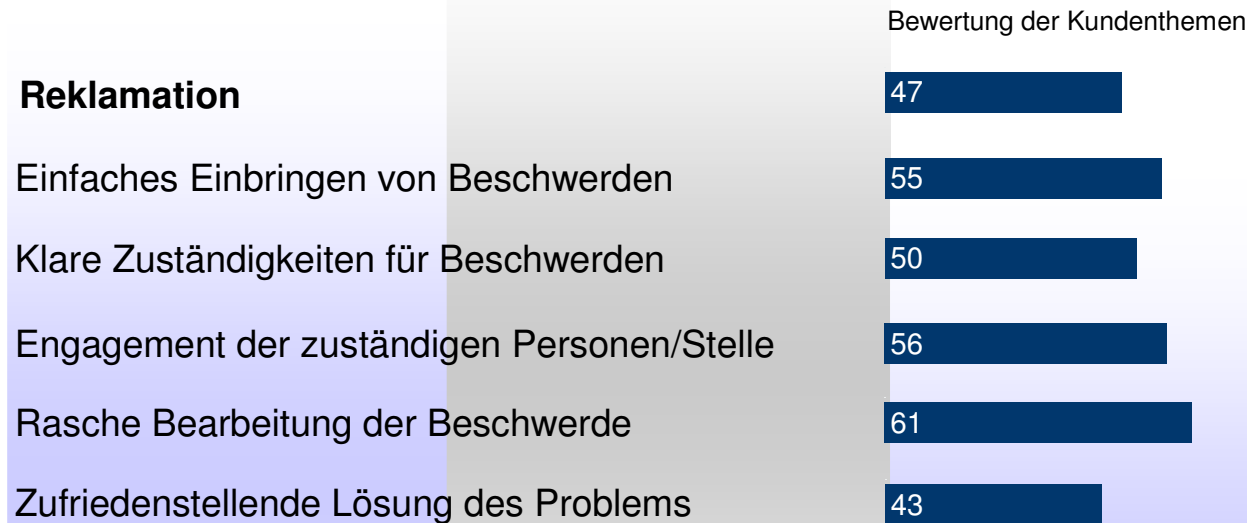 Bewertung der Kundenthemen
Reklamation 47
Einfaches Einbringen von Beschwerden 55
Klare Zuständigkeiten für Beschwerden 50
Engagement der zuständigen Personen/Stelle 56
Rasche Bearbeitung der Beschwerde 61
Zufriedenstellende Lösung des Problems 43